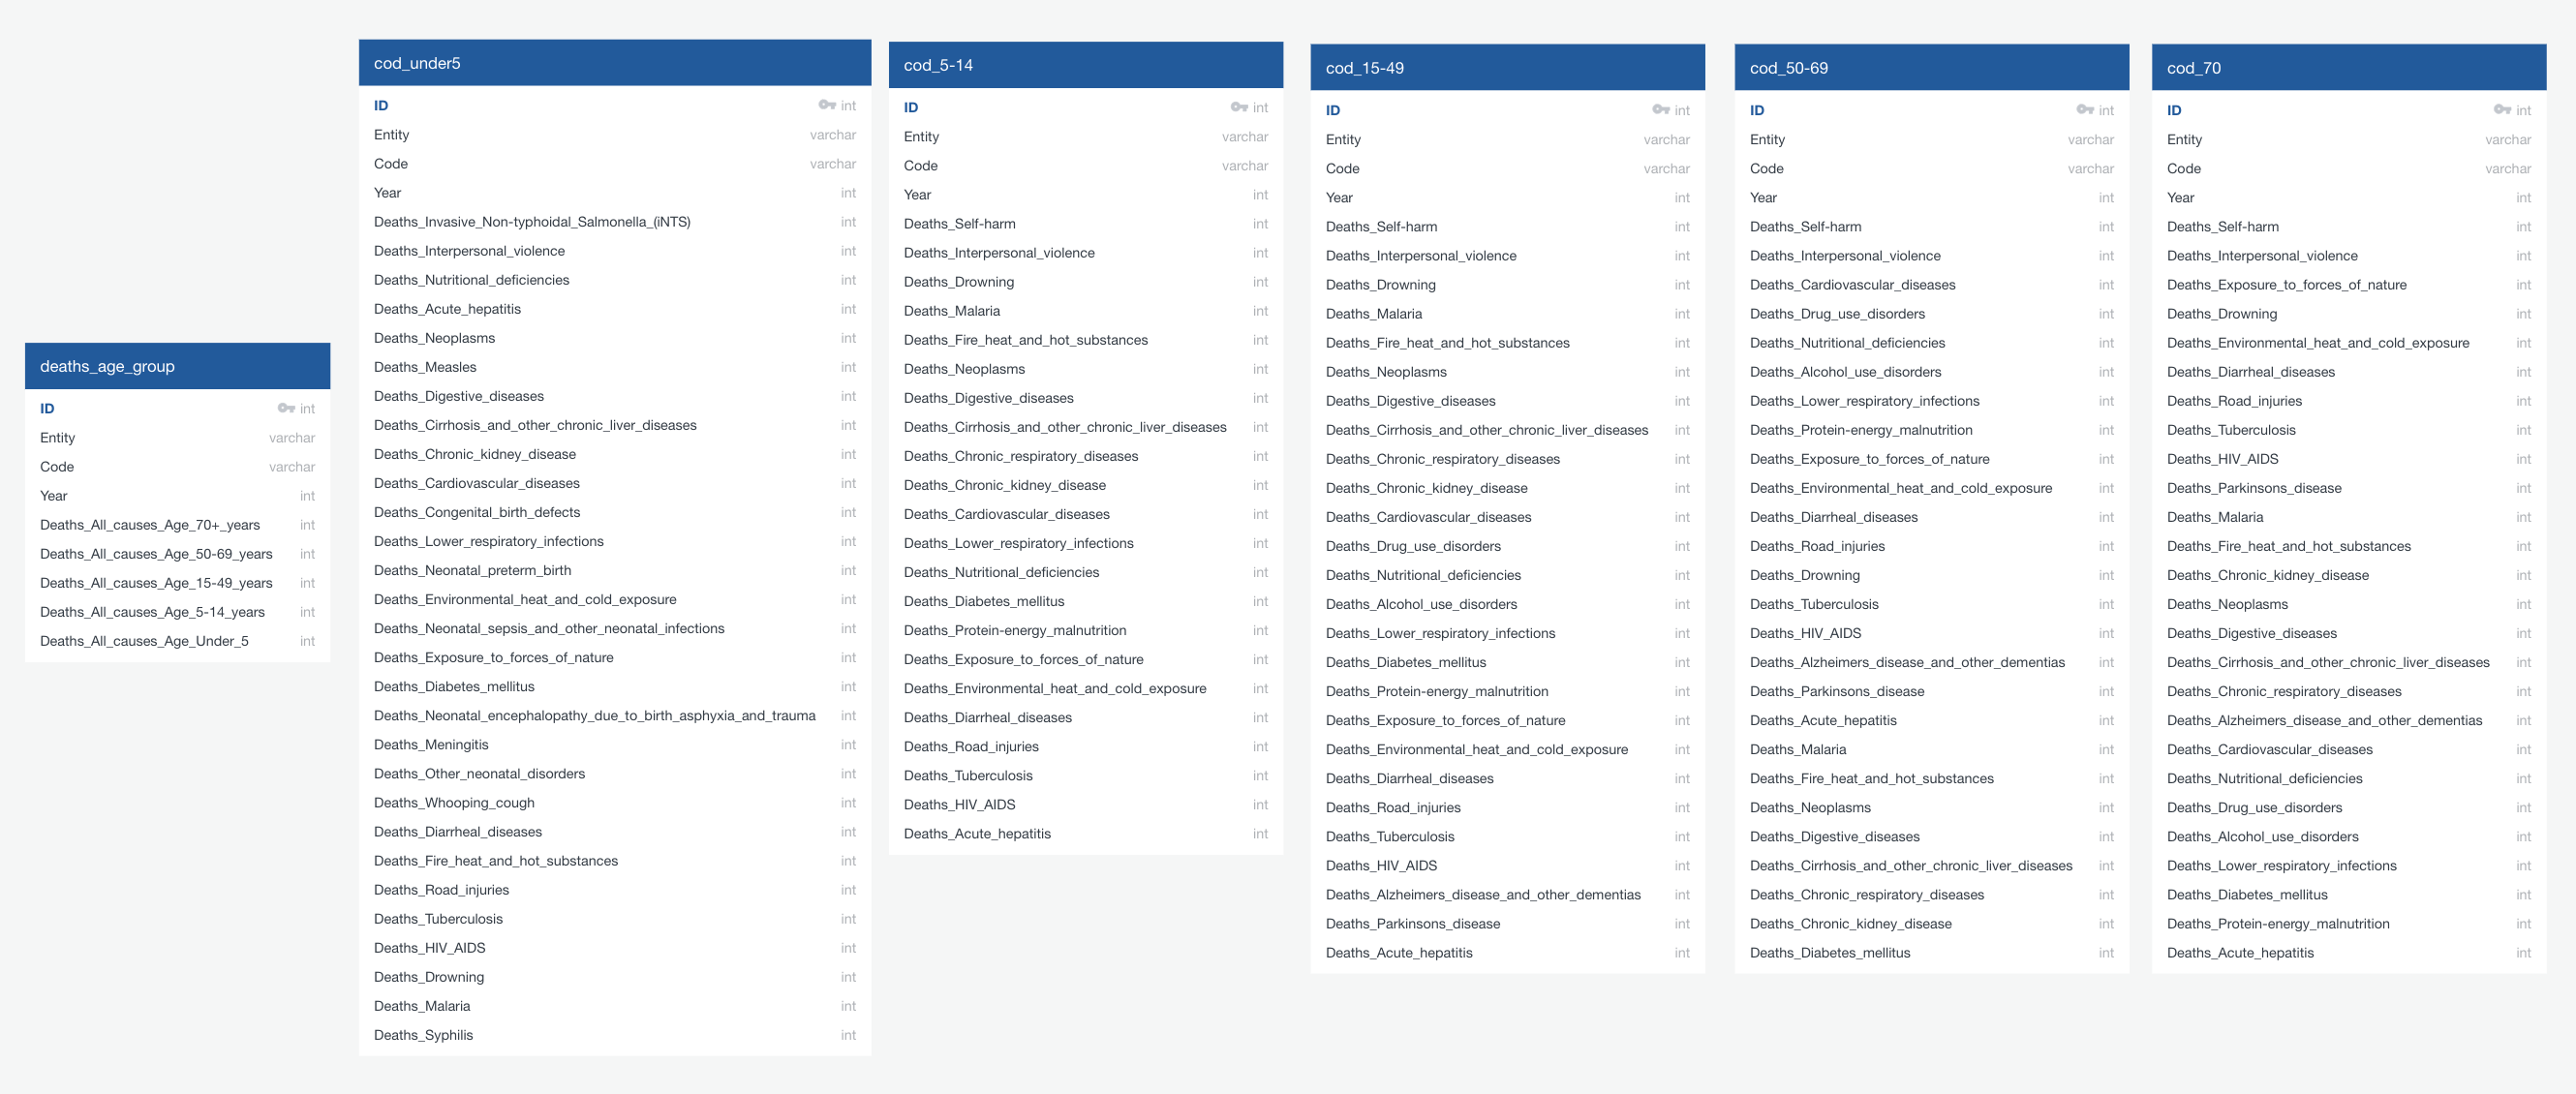 deaths_age_group
ID int
Entity varchar
Code varchar
Year int
Deaths_All_causes_Age_70+_years int
Deaths_All_causes_Age_50-69_years int
Deaths_All_causes_Age_15-49_years int
Deaths_All_causes_Age_5-14_years int
Deaths_All_causes_Age_Under_5 int
cod_under5
ID int
Entity varchar
Code varchar
Year int
Deaths_Invasive_Non-typhoidal_Salmonella_(iNTS) int
Deaths_Interpersonal_violence int
Deaths_Nutritional_deficiencies int
Deaths_Acute_hepatitis int
Deaths_Neoplasms int
Deaths_Measles int
Deaths_Digestive_diseases int
Deaths_Cirrhosis_and_other_chronic_liver_diseases int
Deaths_Chronic_kidney_disease int
Deaths_Cardiovascular_diseases int
Deaths_Congenital_birth_defects int
Deaths_Lower_respiratory_infections int
Deaths_Neonatal_preterm_birth int
Deaths_Environmental_heat_and_cold_exposure int
Deaths_Neonatal_sepsis_and_other_neonatal_infections int
Deaths_Exposure_to_forces_of_nature int
Deaths_Diabetes_mellitus int
Deaths_Neonatal_encephalopathy_due_to_birth_asphyxia_and_trauma int
Deaths_Meningitis int
Deaths_Other_neonatal_disorders int
Deaths_Whooping_cough int
Deaths_Diarrheal_diseases int
Deaths_Fire_heat_and_hot_substances int
Deaths_Road_injuries int
Deaths_Tuberculosis int
Deaths_HIV_AIDS int
Deaths_Drowning int
Deaths_Malaria int
Deaths_Syphilis int
cod_5-14
ID int
Entity varchar
Code varchar
Year int
Deaths_Self-harm int
Deaths_Interpersonal_violence int
Deaths_Drowning int
Deaths_Malaria int
Deaths_Fire_heat_and_hot_substances int
Deaths_Neoplasms int
Deaths_Digestive_diseases int
Deaths_Cirrhosis_and_other_chronic_liver_diseases int
Deaths_Chronic_respiratory_diseases int
Deaths_Chronic_kidney_disease int
Deaths_Cardiovascular_diseases int
Deaths_Lower_respiratory_infections int
Deaths_Nutritional_deficiencies int
Deaths_Diabetes_mellitus int
Deaths_Protein-energy_malnutrition int
Deaths_Exposure_to_forces_of_nature int
Deaths_Environmental_heat_and_cold_exposure int
Deaths_Diarrheal_diseases int
Deaths_Road_injuries int
Deaths_Tuberculosis int
Deaths_HIV_AIDS int
Deaths_Acute_hepatitis int
cod_15-49
ID int
Entity varchar
Code varchar
Year int
Deaths_Self-harm int
Deaths_Interpersonal_violence int
Deaths_Drowning int
Deaths_Malaria int
Deaths_Fire_heat_and_hot_substances int
Deaths_Neoplasms int
Deaths_Digestive_diseases int
Deaths_Cirrhosis_and_other_chronic_liver_diseases int
Deaths_Chronic_respiratory_diseases int
Deaths_Chronic_kidney_disease int
Deaths_Cardiovascular_diseases int
Deaths_Drug_use_disorders int
Deaths_Nutritional_deficiencies int
Deaths_Alcohol_use_disorders int
Deaths_Lower_respiratory_infections int
Deaths_Diabetes_mellitus int
Deaths_Protein-energy_malnutrition int
Deaths_Exposure_to_forces_of_nature int
Deaths_Environmental_heat_and_cold_exposure int
Deaths_Diarrheal_diseases int
Deaths_Road_injuries int
Deaths_Tuberculosis int
Deaths_HIV_AIDS int
Deaths_Alzheimers_disease_and_other_dementias int
Deaths_Parkinsons_disease int
Deaths_Acute_hepatitis int
cod_50-69
ID int
Entity varchar
Code varchar
Year int
Deaths_Self-harm int
Deaths_Interpersonal_violence int
Deaths_Cardiovascular_diseases int
Deaths_Drug_use_disorders int
Deaths_Nutritional_deficiencies int
Deaths_Alcohol_use_disorders int
Deaths_Lower_respiratory_infections int
Deaths_Protein-energy_malnutrition int
Deaths_Exposure_to_forces_of_nature int
Deaths_Environmental_heat_and_cold_exposure int
Deaths_Diarrheal_diseases int
Deaths_Road_injuries int
Deaths_Drowning int
Deaths_Tuberculosis int
Deaths_HIV_AIDS int
Deaths_Alzheimers_disease_and_other_dementias int
Deaths_Parkinsons_disease int
Deaths_Acute_hepatitis int
Deaths_Malaria int
Deaths_Fire_heat_and_hot_substances int
Deaths_Neoplasms int
Deaths_Digestive_diseases int
Deaths_Cirrhosis_and_other_chronic_liver_diseases int
Deaths_Chronic_respiratory_diseases int
Deaths_Chronic_kidney_disease int
Deaths_Diabetes_mellitus int
cod_70
ID int
Entity varchar
Code varchar
Year int
Deaths_Self-harm int
Deaths_Interpersonal_violence int
Deaths_Exposure_to_forces_of_nature int
Deaths_Drowning int
Deaths_Environmental_heat_and_cold_exposure int
Deaths_Diarrheal_diseases int
Deaths_Road_injuries int
Deaths_Tuberculosis int
Deaths_HIV_AIDS int
Deaths_Parkinsons_disease int
Deaths_Malaria int
Deaths_Fire_heat_and_hot_substances int
Deaths_Chronic_kidney_disease int
Deaths_Neoplasms int
Deaths_Digestive_diseases int
Deaths_Cirrhosis_and_other_chronic_liver_diseases int
Deaths_Chronic_respiratory_diseases int
Deaths_Alzheimers_disease_and_other_dementias int
Deaths_Cardiovascular_diseases int
Deaths_Nutritional_deficiencies int
Deaths_Drug_use_disorders int
Deaths_Alcohol_use_disorders int
Deaths_Lower_respiratory_infections int
Deaths_Diabetes_mellitus int
Deaths_Protein-energy_malnutrition int
Deaths_Acute_hepatitis int